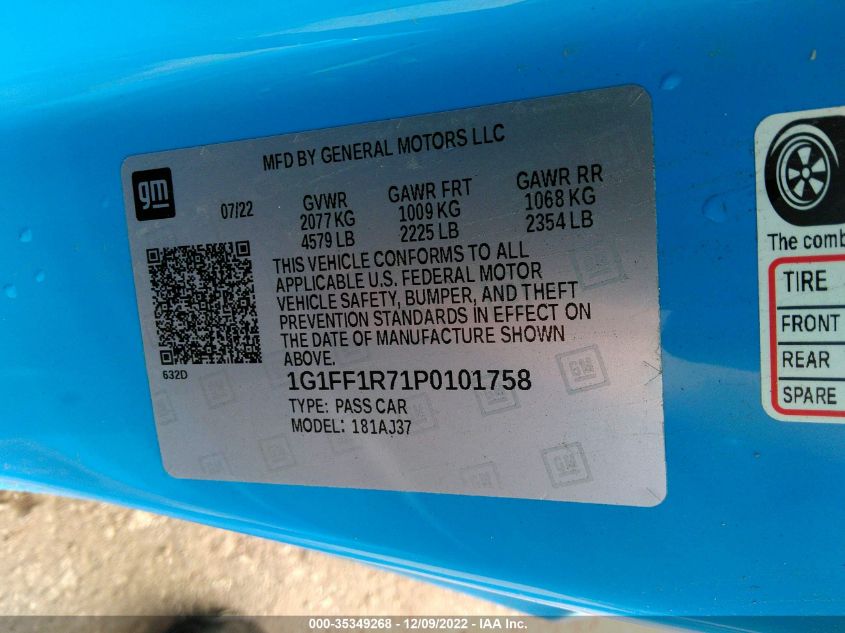 MFD BY GENERAL MOTORS LLC
gm
07/22
GVWR
2077 KG
4579 LB
GAWR FRT
1009 KG
2225 LB
GAWR RR
1068 KG
2354 LB
THIS VEHICLE CONFORMS TO ALL
APPLICABLE U.S. FEDERAL MOTOR
VEHICLE SAFETY, BUMPER, AND THEFT
PREVENTION STANDARDS IN EFFECT ON
THE DATE OF MANUFACTURE SHOWN
ABOVE.
632D
1G1FF1R71P0101758
TYPE: PASS CAR
MODEL: 181AJ37
The comb
TIRE
FRONT
REAR
SPARE
000-35349268 - 12/09/2022 - IAA Inc.